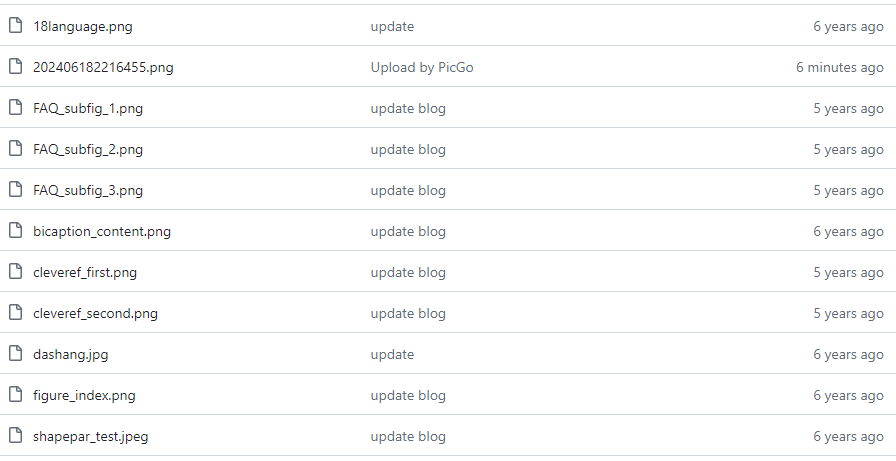 18language.png update 6 years ago
202406182216455.png Upload by PicGo 6 minutes ago
FAQ_subfig_1.png update blog 5 years ago
FAQ_subfig_2.png update blog 5 years ago
FAQ_subfig_3.png update blog 5 years ago
bicaption_content.png update blog 6 years ago
cleveref_first.png update blog 5 years ago
cleveref_second.png update blog 5 years ago
dashang.jpg update 6 years ago
figure_index.png update blog 6 years ago
shapepar_test.jpeg update blog 6 years ago